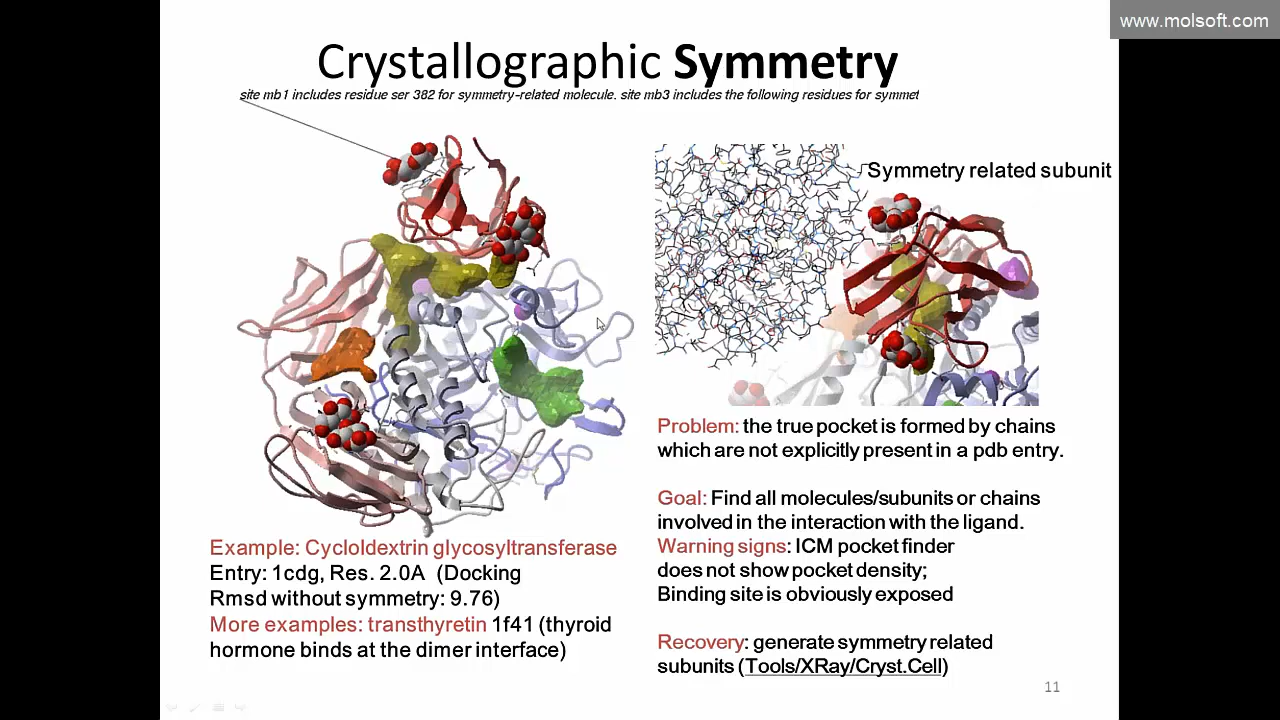 www.molsoft.com
Crystallographic Symmetry
site mb1 includes residue ser 382 for symmetry-related molecule. site mb3 includes the following residues for symmet
Symmetry related subunit
Example: Cycloldextrin glycosyltransferase
Entry: 1cdg, Res. 2.0A (Docking
Rmsd without symmetry: 9.76)
More examples: transthyretin 1f41 (thyroid
hormone binds at the dimer interface)
Problem: the true pocket is formed by chains
which are not explicitly present in a pdb entry.
Goal: Find all molecules/subunits or chains
involved in the interaction with the ligand.
Warning signs: ICM pocket finder
does not show pocket density;
Binding site is obviously exposed
Recovery: generate symmetry related
subunits (Tools/XRay/Cryst.Cell)
11